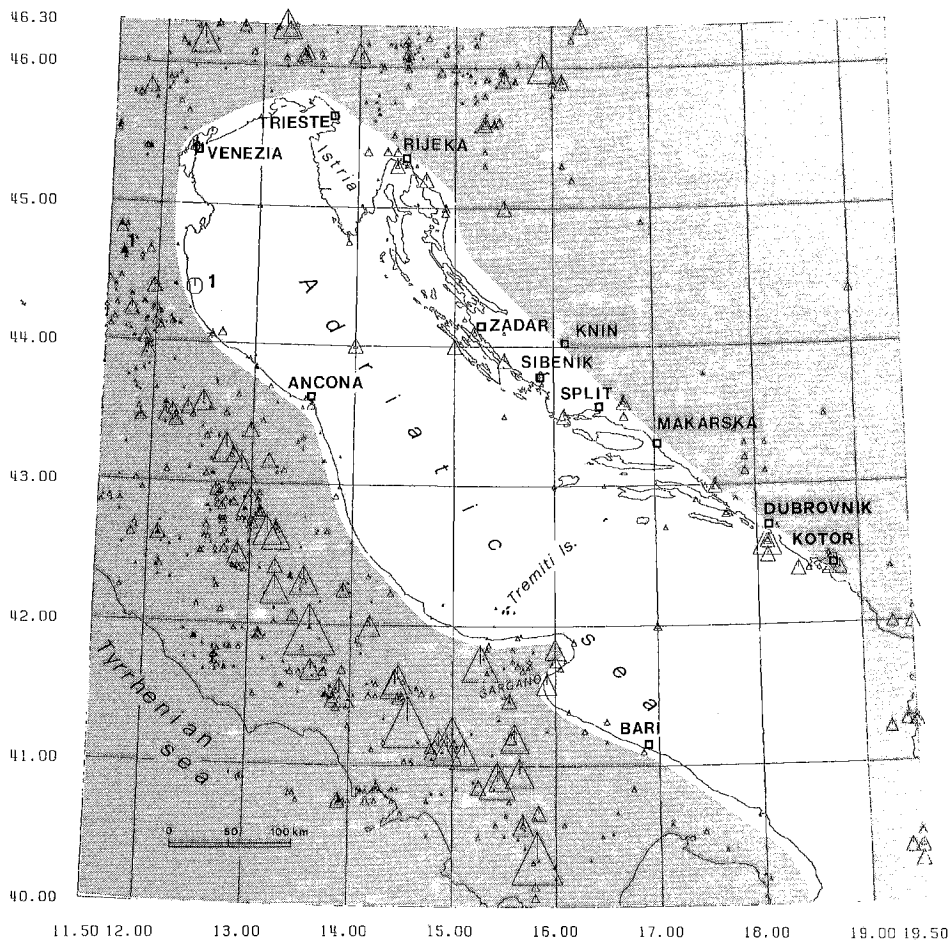 46.30
46.00
TRIESTE
RIJEKA
VENEZIA
Istria
45.00
1
1
Adriatic
ZADAR
KNIN
44.00
SIBENIK
ANCONA
SPLIT
MAKARSKA
43.00
DUBROVNIK
KOTOR
Tremiti Is.
42.00
sea
Tyrrhenian
sea
GARGANO
BARI
41.00
0 50 100 km
40.00
11.50 12.00 13.00 14.00 15.00 16.00 17.00 18.00 19.00 19.50